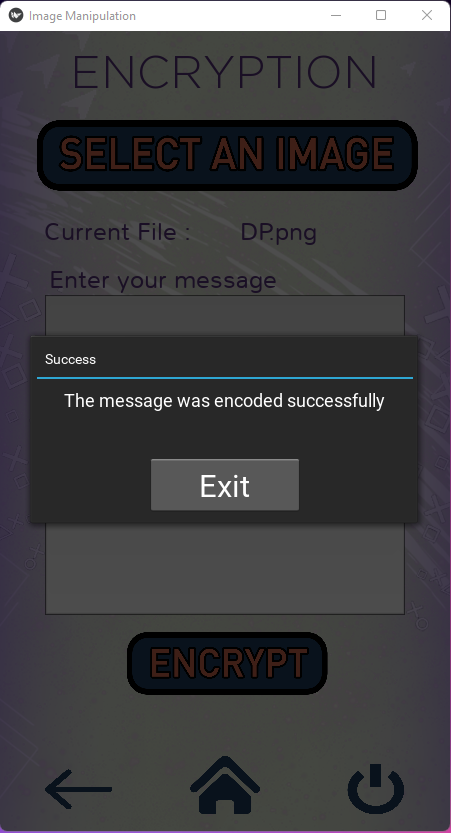 Image Manipulation
ENCRYPTION
SELECT AN IMAGE
Current File : DP.png
Enter your message
Success
The message was encoded successfully
Exit
ENCRYPT